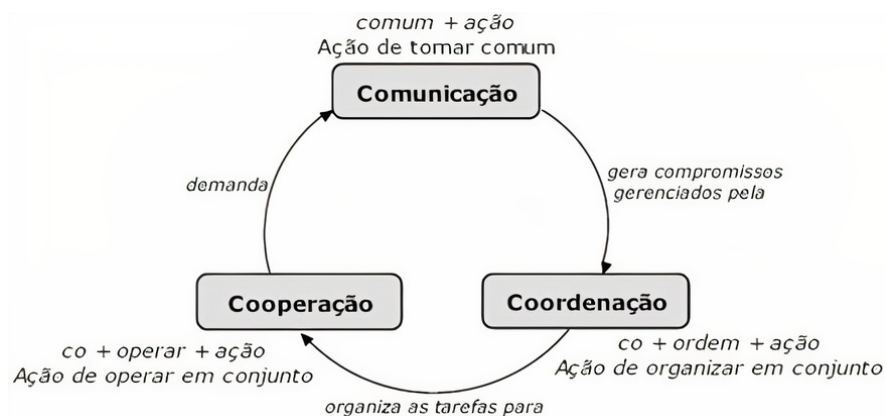 comum + ação
Ação de tornar comum
Comunicação
demanda
gera compromissos
gerenciados pela
Cooperação
Coordenação
co + operar + ação
Ação de operar em conjunto
co + ordem + ação
Ação de organizar em conjunto
organiza as tarefas para